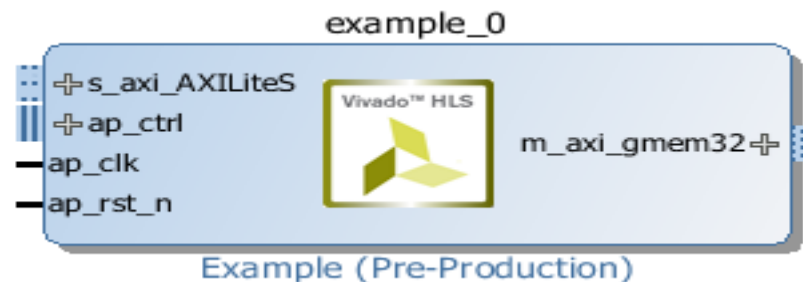 example_0
s_axi_AXILiteS
ap_ctrl
ap_clk
ap_rst_n
Vivado™ HLS
m_axi_gmem32
Example (Pre-Production)